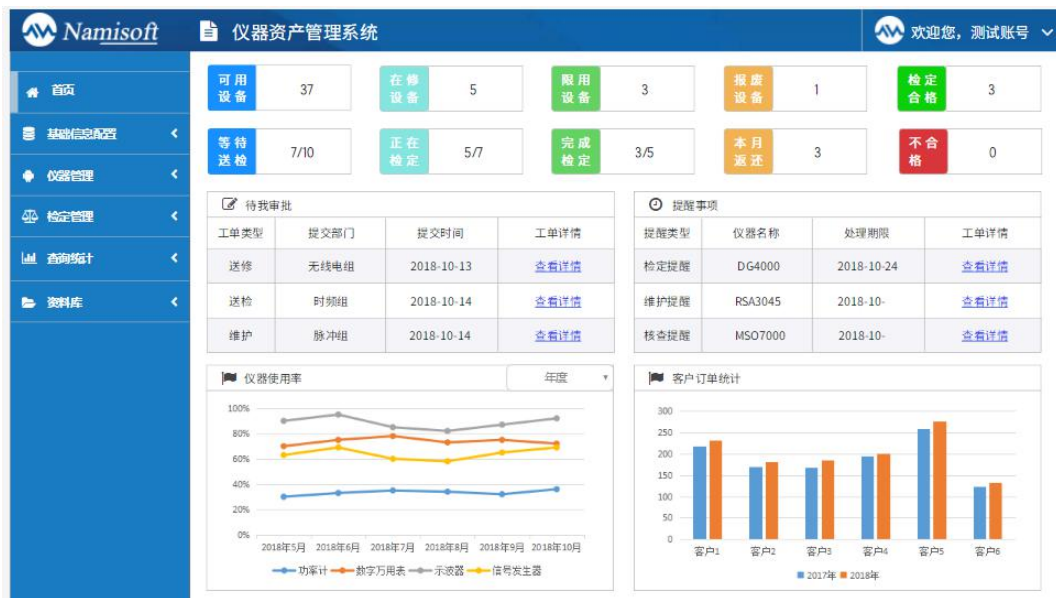 Namisoft
仪器资产管理系统
欢迎您，测试账号
首页
基础信息配置
仪器管理
检定管理
查询统计
资料库
可用设备 37
在修设备 5
限用设备 3
报废设备 1
检定合格 3
等待送检 7/10
正在检定 5/7
完成检定 3/5
本月返还 3
不合格 0
待我审批
工单类型 提交部门 提交时间 工单详情
送修 无线电组 2018-10-13 查看详情
送检 时频组 2018-10-14 查看详情
维护 脉冲组 2018-10-14 查看详情
提醒事项
提醒类型 仪器名称 处理期限 工单详情
检定提醒 DG4000 2018-10-24 查看详情
维护提醒 RSA3045 2018-10- 查看详情
核查提醒 MSO7000 2018-10- 查看详情
仪器使用率 年度
100%
80%
60%
40%
20%
0%
2018年5月 2018年6月 2018年7月 2018年8月 2018年9月 2018年10月
功率计 数字万用表 示波器 信号发生器
客户订单统计
300
250
200
150
100
50
0
客户1 客户2 客户3 客户4 客户5 客户6
2017年 2018年